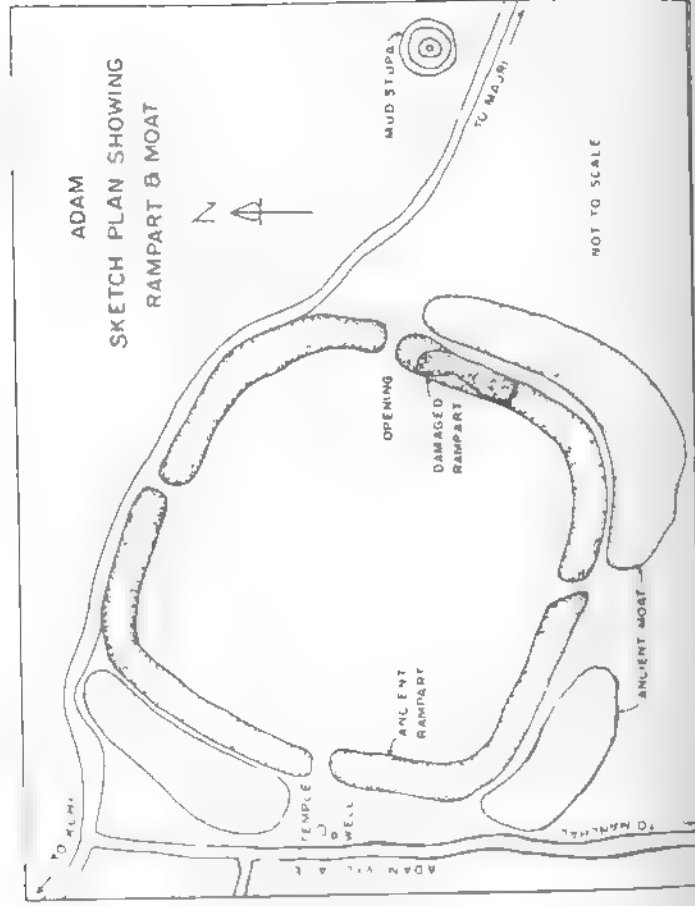 ADAM
SKETCH PLAN SHOWING
RAMPART & MOAT
N
MUD STUPA
TO MAJRI
NOT TO SCALE
OPENING
DAMAGED
RAMPART
ANCIENT
RAMPART
ANCIENT MOAT
TEMPLE
WELL
TO
TO
ADAM